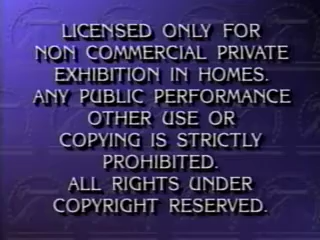 LICENSED ONLY FOR
NON COMMERCIAL PRIVATE
EXHIBITION IN HOMES.
ANY PUBLIC PERFORMANCE
OTHER USE OR
COPYING IS STRICTLY
PROHIBITED.
ALL RIGHTS UNDER
COPYRIGHT RESERVED.